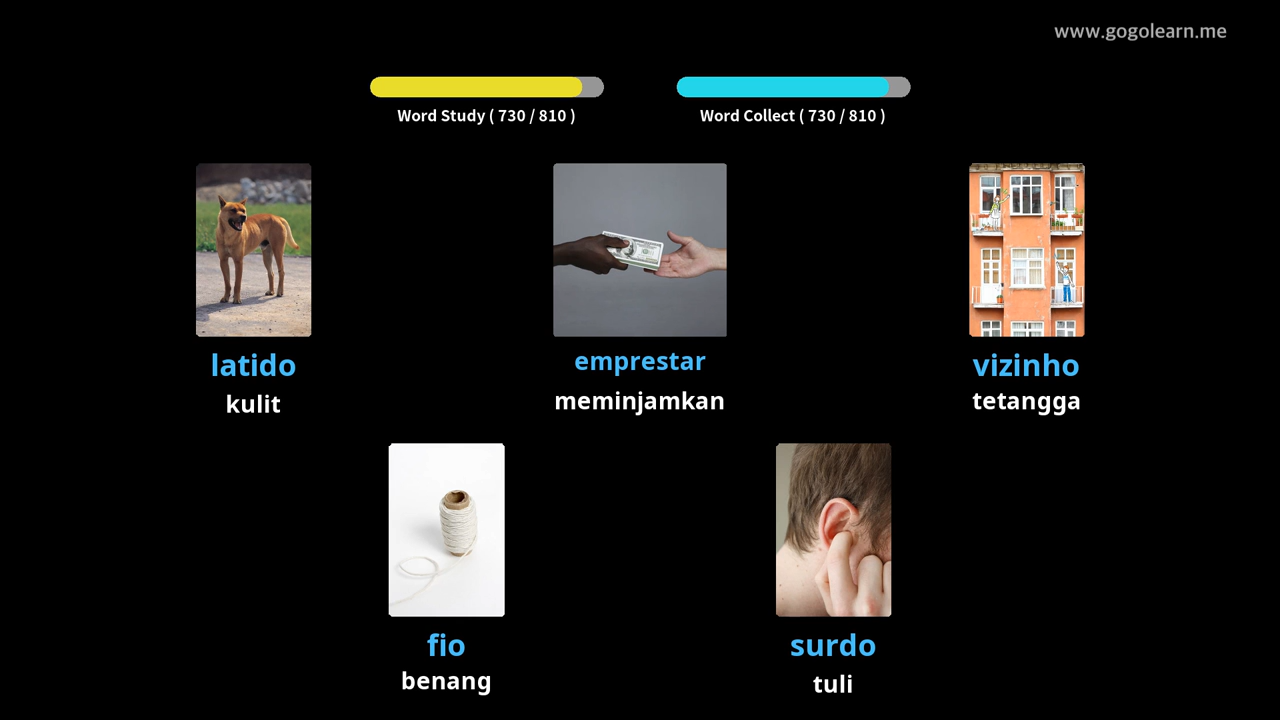 www.gogolearn.me
Word Study ( 730 / 810 )
Word Collect ( 730 / 810 )
latido
kulit
emprestar
meminjamkan
vizinho
tetangga
fio
benang
surdo
tuli